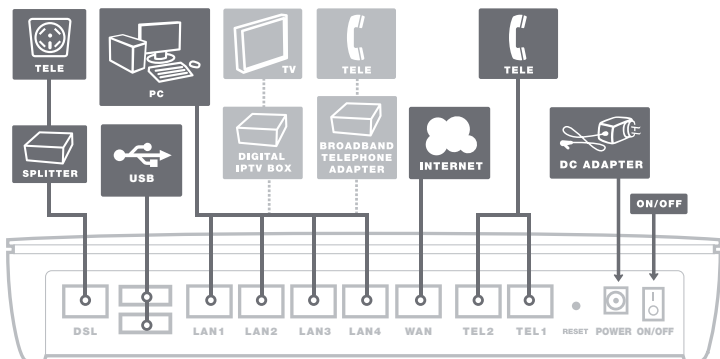 TELE
PC
TV
TELE
TELE
SPLITTER
USB
DIGITAL
IPTV BOX
BROADBAND
TELEPHONE
ADAPTER
INTERNET
DC ADAPTER
ON/OFF
DSL
LAN1
LAN2
LAN3
LAN4
WAN
TEL2
TEL1
RESET
POWER
ON/OFF